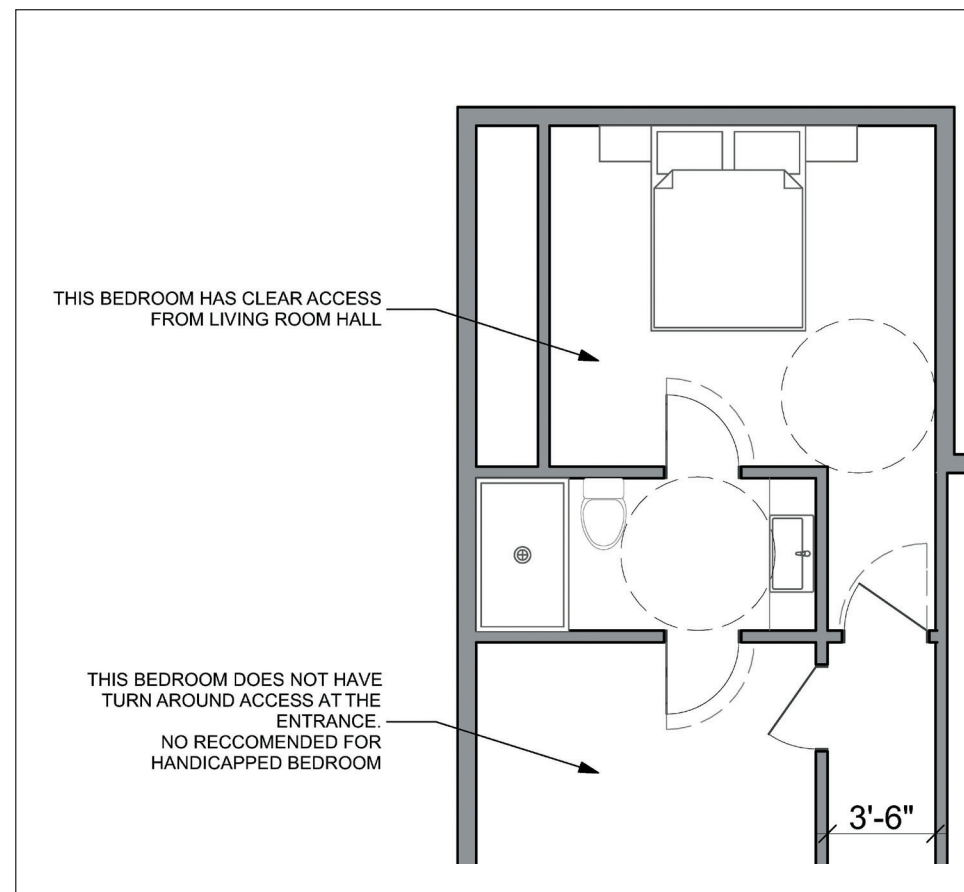 THIS BEDROOM HAS CLEAR ACCESS
FROM LIVING ROOM HALL
THIS BEDROOM DOES NOT HAVE
TURN AROUND ACCESS AT THE
ENTRANCE.
NO RECCOMENDED FOR
HANDICAPPED BEDROOM
3'-6"